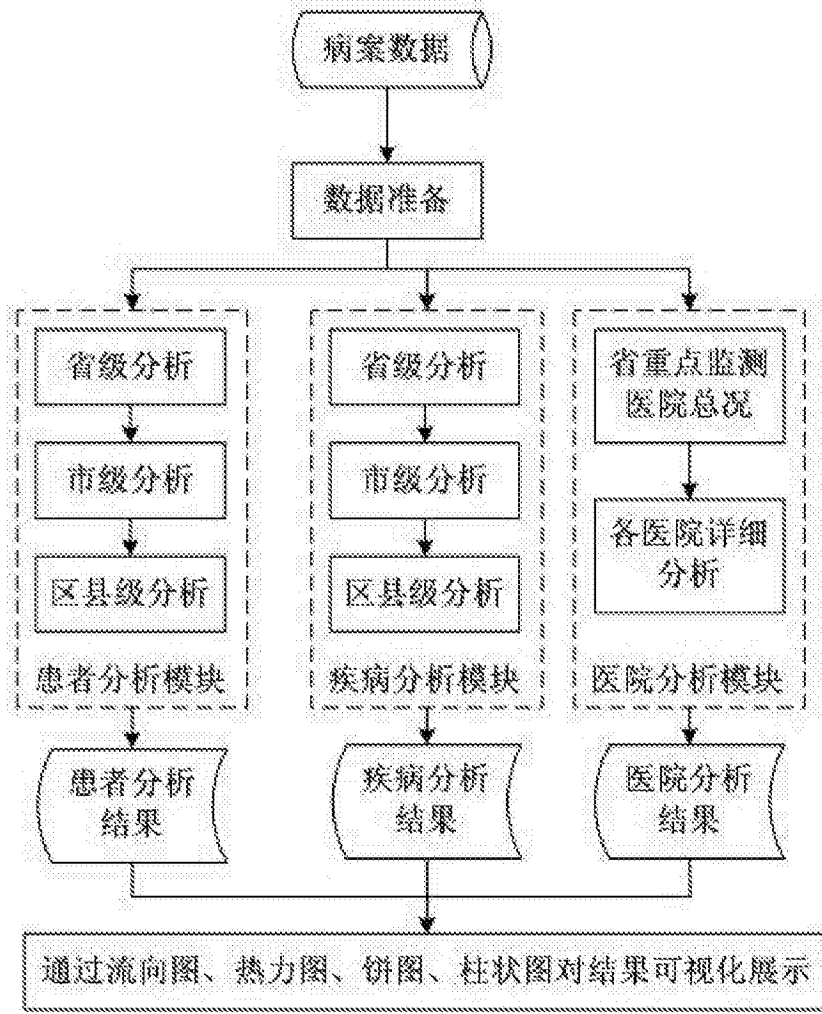 病案数据
数据准备
省级分析
市级分析
区县级分析
患者分析模块
省级分析
市级分析
区县级分析
疾病分析模块
省重点监测
医院总况
各医院详细
分析
医院分析模块
患者分析
结果
疾病分析
结果
医院分析
结果
通过流向图、热力图、饼图、柱状图对结果可视化展示